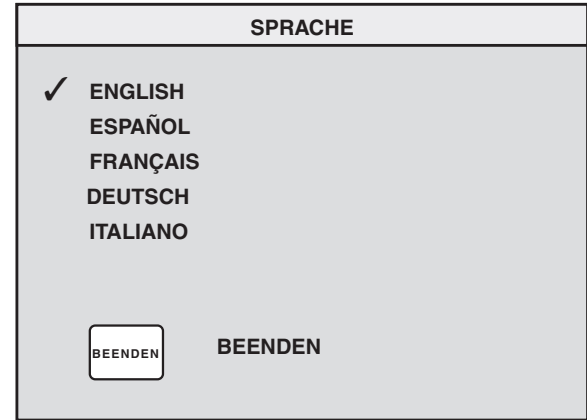 SPRACHE
✓ ENGLISH
ESPAÑOL
FRANÇAIS
DEUTSCH
ITALIANO
BEENDEN BEENDEN